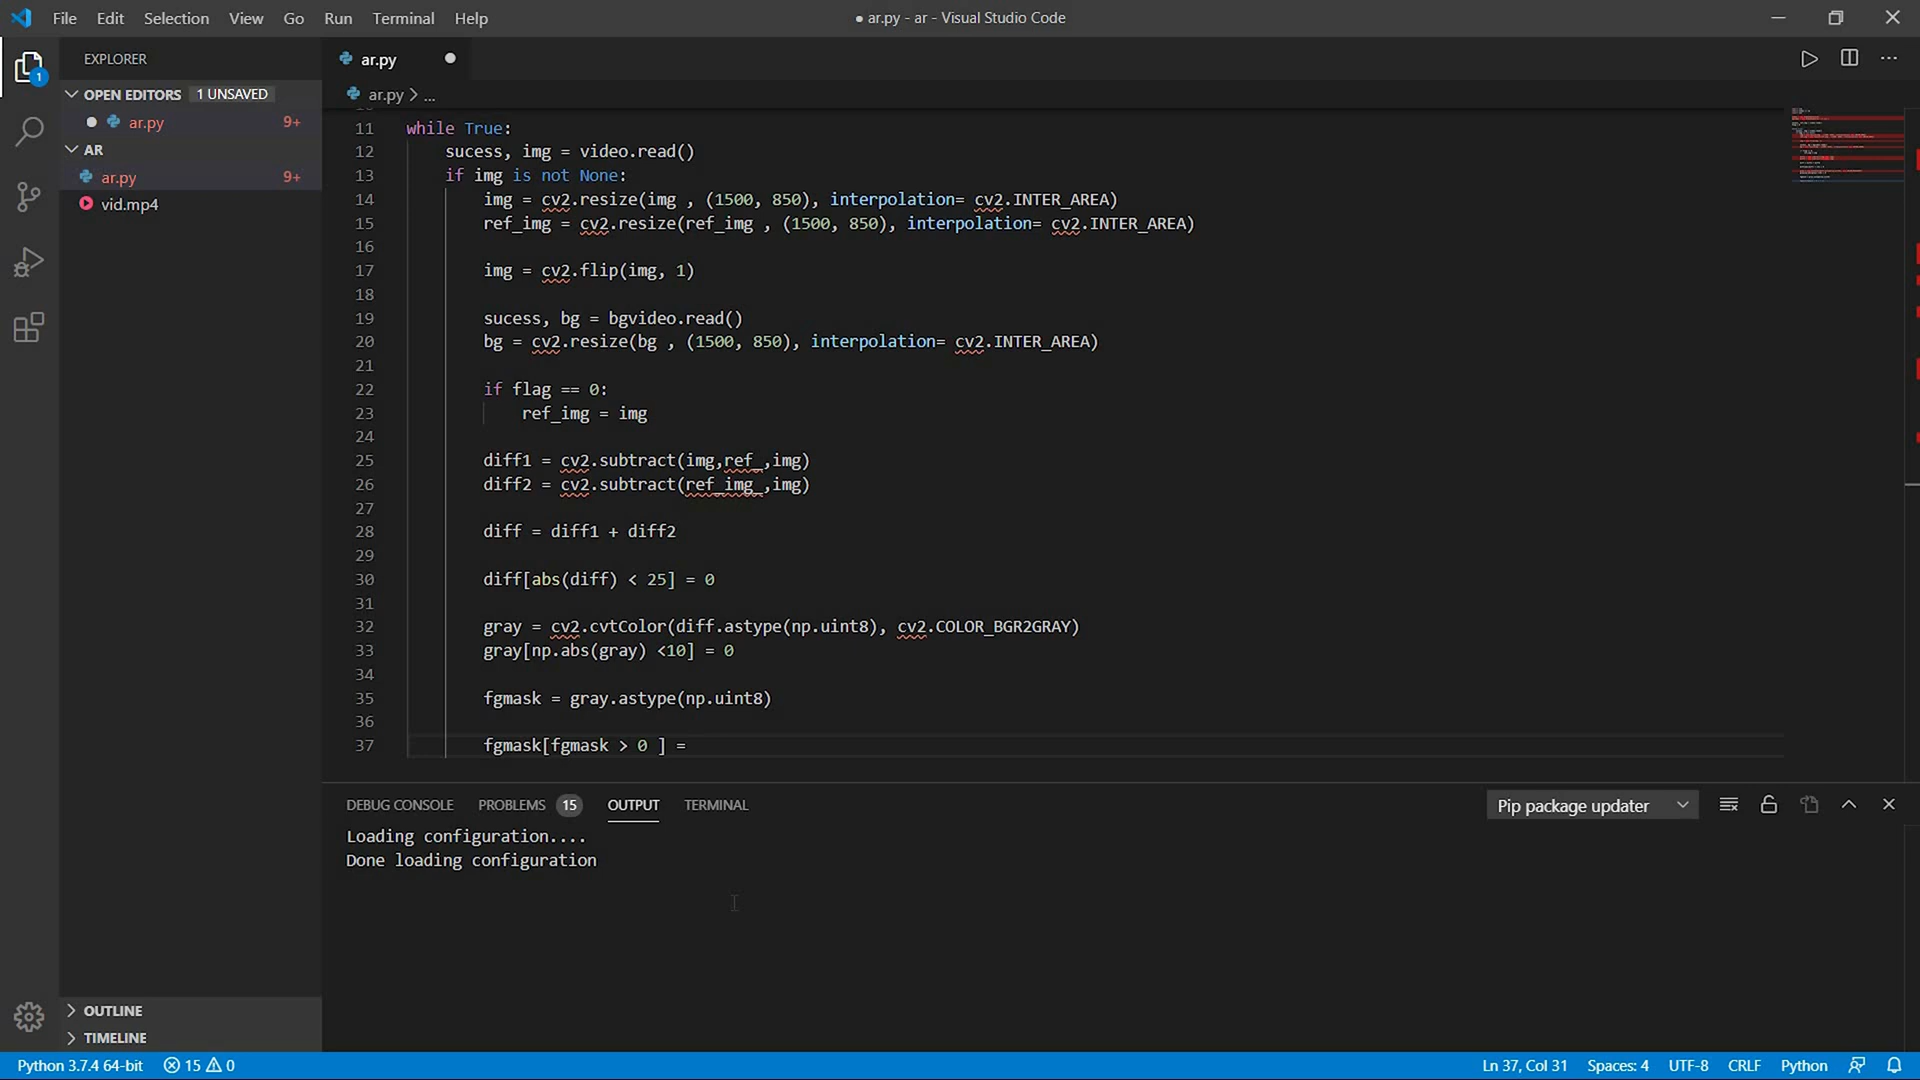 File Edit Selection View Go Run Terminal Help
● ar.py - ar - Visual Studio Code
1
EXPLORER
OPEN EDITORS 1 UNSAVED
ar.py 9+
AR
ar.py 9+
vid.mp4
OUTLINE
TIMELINE
ar.py
ar.py > ...
11 while True:
12 sucess, img = video.read()
13 if img is not None:
14 img = cv2.resize(img , (1500, 850), interpolation= cv2.INTER_AREA)
15 ref_img = cv2.resize(ref_img , (1500, 850), interpolation= cv2.INTER_AREA)
16
17 img = cv2.flip(img, 1)
18
19 sucess, bg = bgvideo.read()
20 bg = cv2.resize(bg , (1500, 850), interpolation= cv2.INTER_AREA)
21
22 if flag == 0:
23 ref_img = img
24
25 diff1 = cv2.subtract(img,ref_,img)
26 diff2 = cv2.subtract(ref_img_,img)
27
28 diff = diff1 + diff2
29
30 diff[abs(diff) < 25] = 0
31
32 gray = cv2.cvtColor(diff.astype(np.uint8), cv2.COLOR_BGR2GRAY)
33 gray[np.abs(gray) <10] = 0
34
35 fgmask = gray.astype(np.uint8)
36
37 fgmask[fgmask > 0 ] =
DEBUG CONSOLE PROBLEMS 15 OUTPUT TERMINAL
Pip package updater
Loading configuration....
Done loading configuration
Python 3.7.4 64-bit 15 0
Ln 37, Col 31 Spaces: 4 UTF-8 CRLF Python